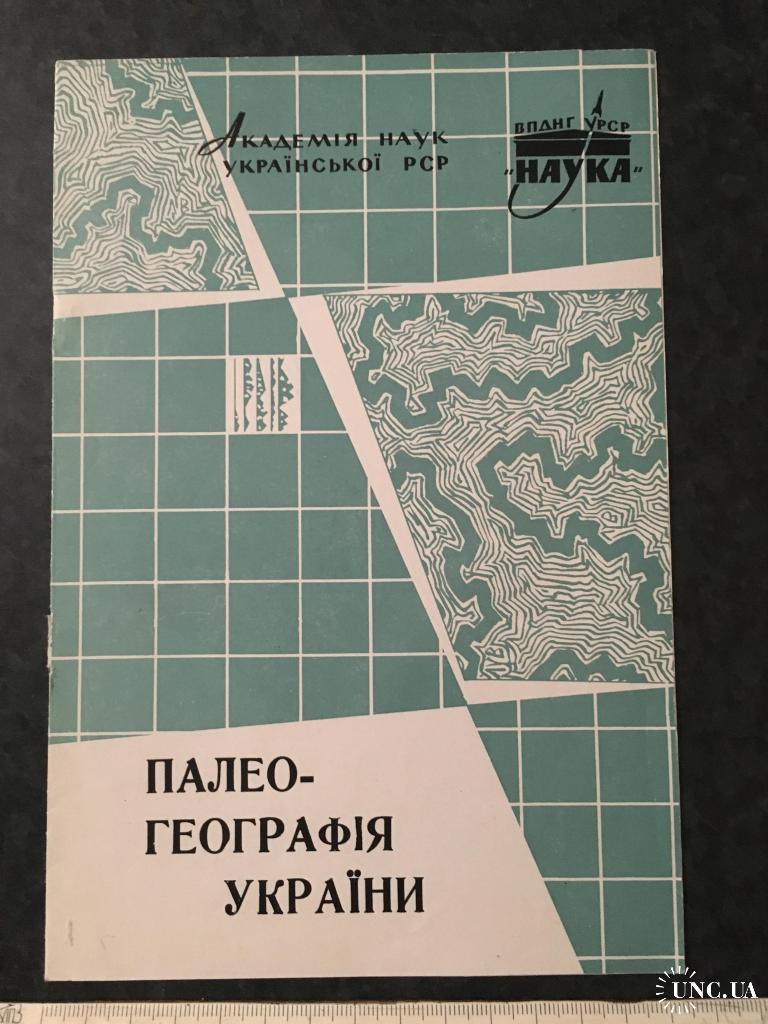 Академія наук
Української РСР
ВПДНГ УРСР
"НАУКА"
ПАЛЕО-
ГЕОГРАФІЯ
УКРАЇНИ
UNC.UA